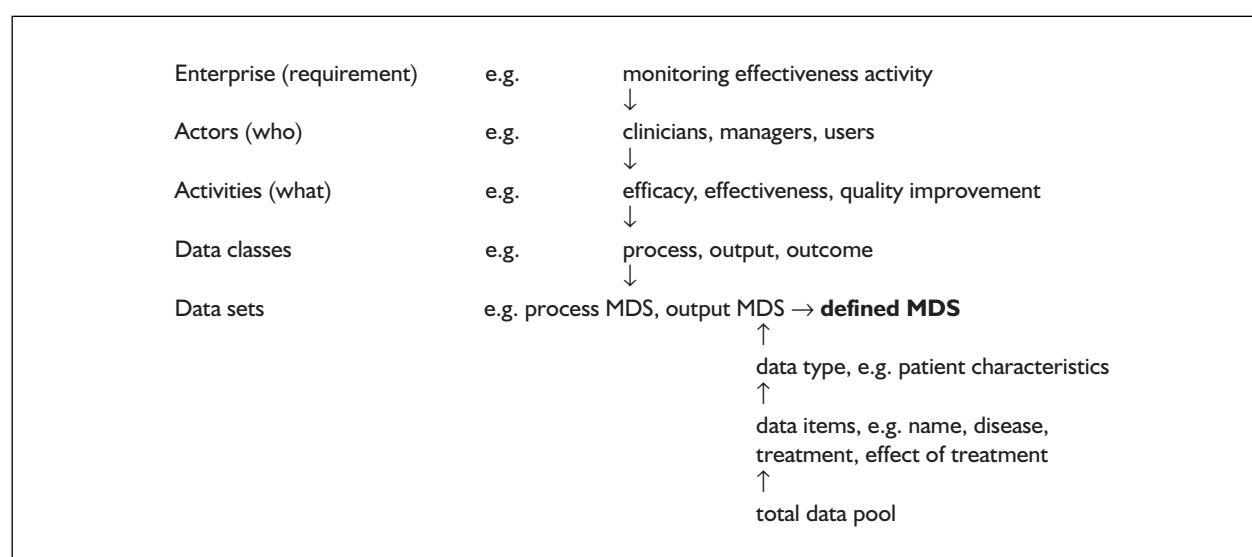 Enterprise (requirement) e.g. monitoring effectiveness activity
↓
Actors (who) e.g. clinicians, managers, users
↓
Activities (what) e.g. efficacy, effectiveness, quality improvement
↓
Data classes e.g. process, output, outcome
↓
Data sets e.g. process MDS, output MDS → defined MDS
↑
data type, e.g. patient characteristics
↑
data items, e.g. name, disease,
treatment, effect of treatment
↑
total data pool